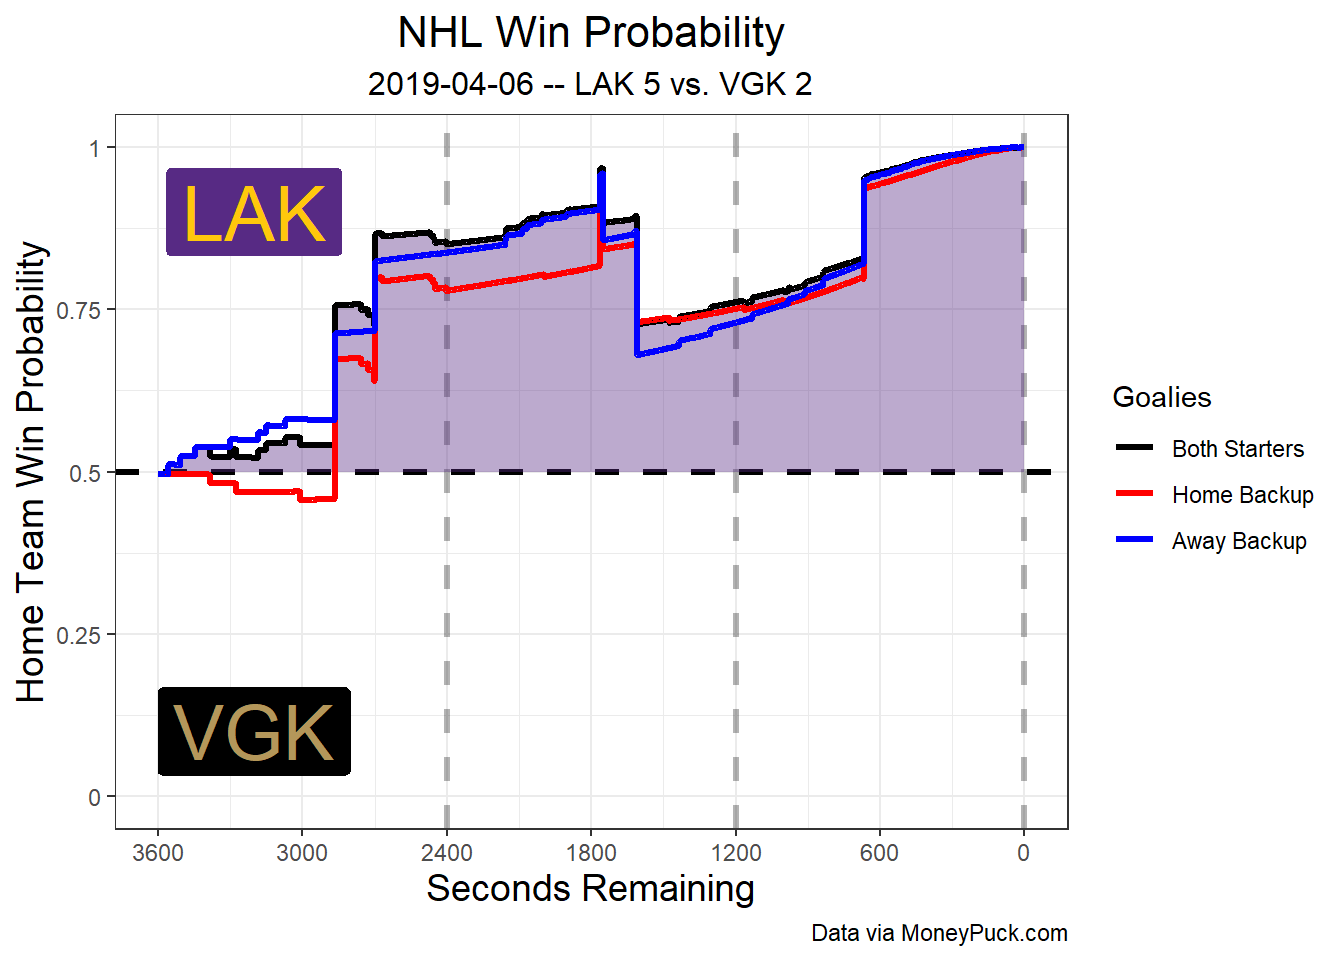 NHL Win Probability
2019-04-06 -- LAK 5 vs. VGK 2
Home Team Win Probability
1
0.75
0.5
0.25
0
LAK
VGK
3600 3000 2400 1800 1200 600 0
Seconds Remaining
Goalies
Both Starters
Home Backup
Away Backup
Data via MoneyPuck.com